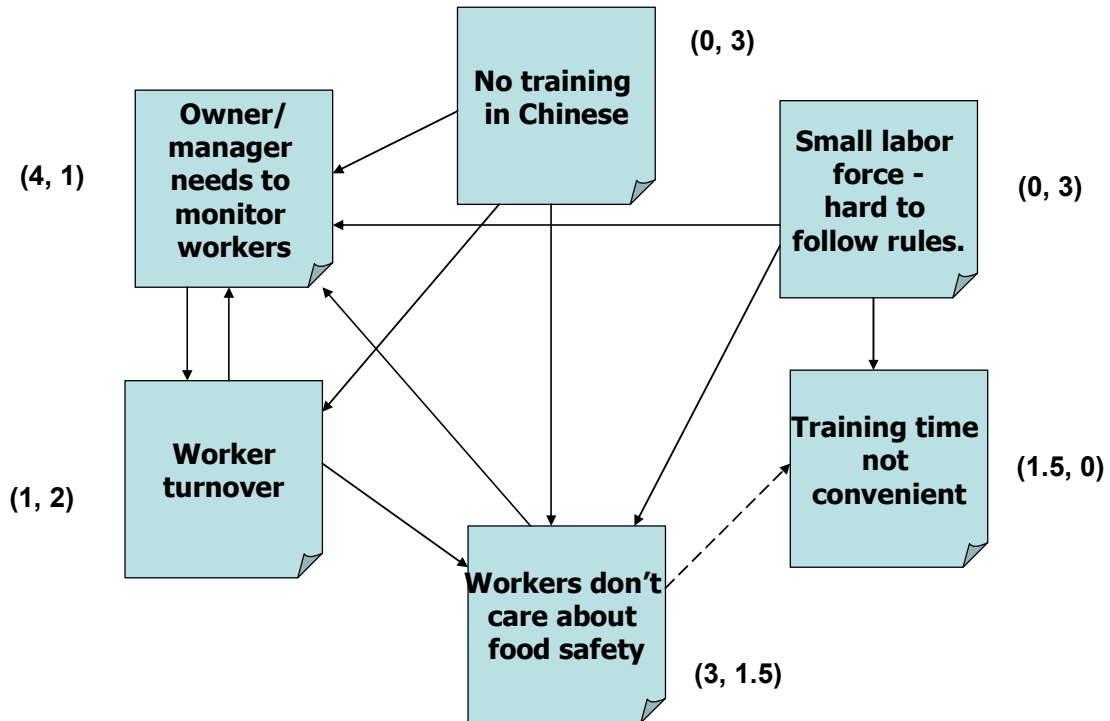 (0, 3)
No training
in Chinese
Owner/
manager
needs to
monitor
workers
(4, 1)
Small labor
force -
hard to
follow rules.
(0, 3)
Worker
turnover
(1, 2)
Training time
not
convenient
(1.5, 0)
Workers don’t
care about
food safety
(3, 1.5)